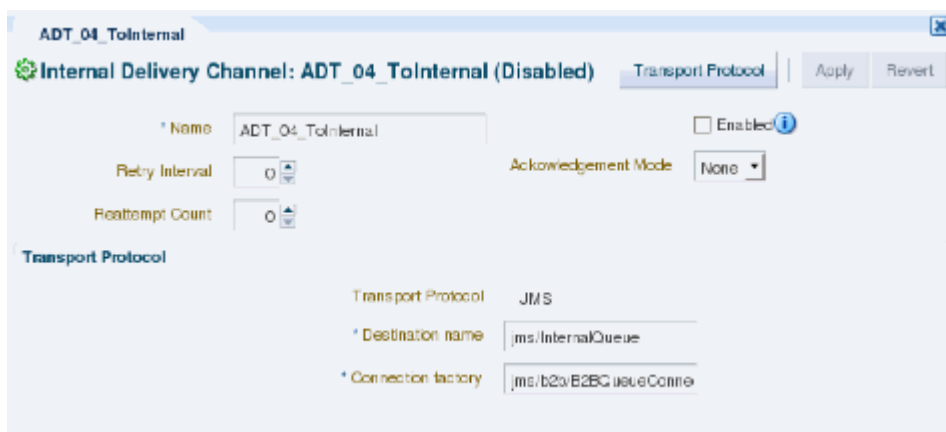 ADT_04_ToInternal
Internal Delivery Channel: ADT_04_ToInternal (Disabled) Transport Protocol Apply Revert
* Name ADT_04_ToInternal Enabled
Retry Interval 0 Ackowledgement Mode None
Reattempt Count 0
Transport Protocol
Transport Protocol JMS
* Destination name jms/InternalQueue
* Connection factory jms/b2b/B2BQueueConne